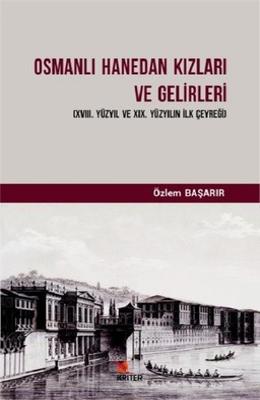 OSMANLI HANEDAN KIZLARI
VE GELİRLERİ
(XVIII. YÜZYIL VE XIX. YÜZYILIN İLK ÇEYREĞİ)
Özlem BAŞARIR
KRİTER